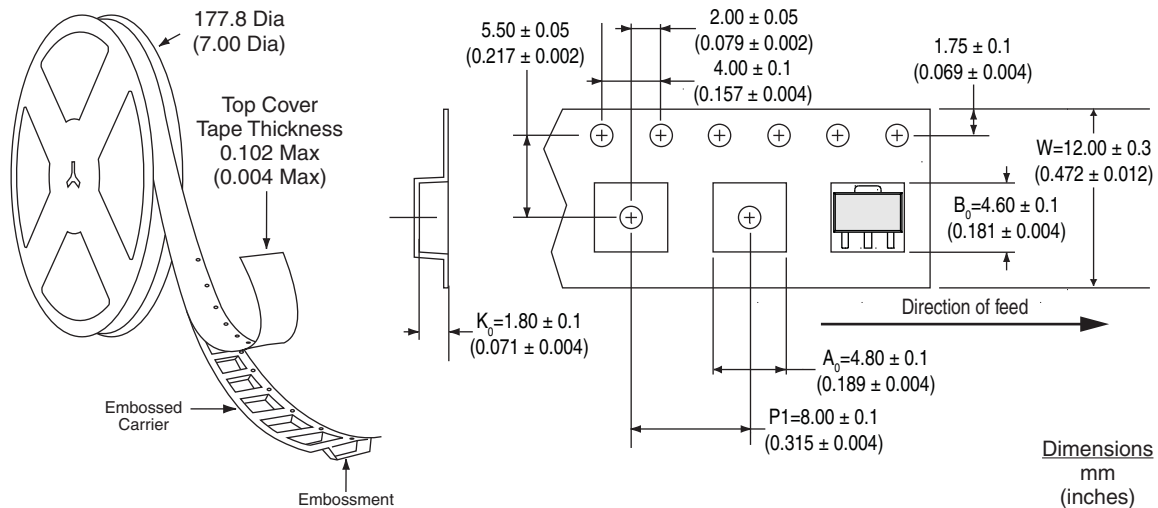 177.8 Dia
(7.00 Dia)
Top Cover
Tape Thickness
0.102 Max
(0.004 Max)
Embossed
Carrier
Embossment
5.50 ± 0.05
(0.217 ± 0.002)
2.00 ± 0.05
(0.079 ± 0.002)
4.00 ± 0.1
(0.157 ± 0.004)
1.75 ± 0.1
(0.069 ± 0.004)
W=12.00 ± 0.3
(0.472 ± 0.012)
B₀=4.60 ± 0.1
(0.181 ± 0.004)
Direction of feed
K₀=1.80 ± 0.1
(0.071 ± 0.004)
A₀=4.80 ± 0.1
(0.189 ± 0.004)
P1=8.00 ± 0.1
(0.315 ± 0.004)
Dimensions
mm
(inches)